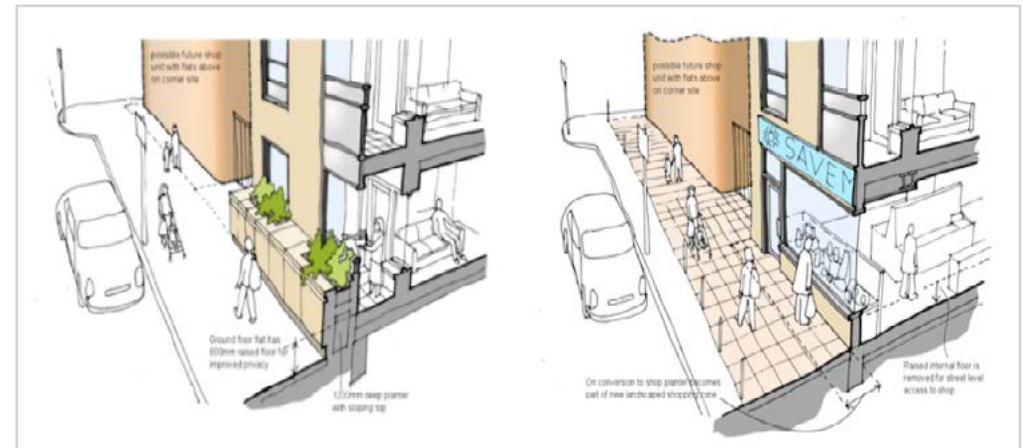 possible future shop
unit with flats above
on corner site
Ground floor flat has
600mm raised floor for
improved privacy
1200mm deep planter
with sloping top
possible future shop
unit with flats above
on corner site
SAVEM
On conversion to shop planter becomes
part of new landscaped shopping zone
Raised internal floor is
removed for street level
access to shop